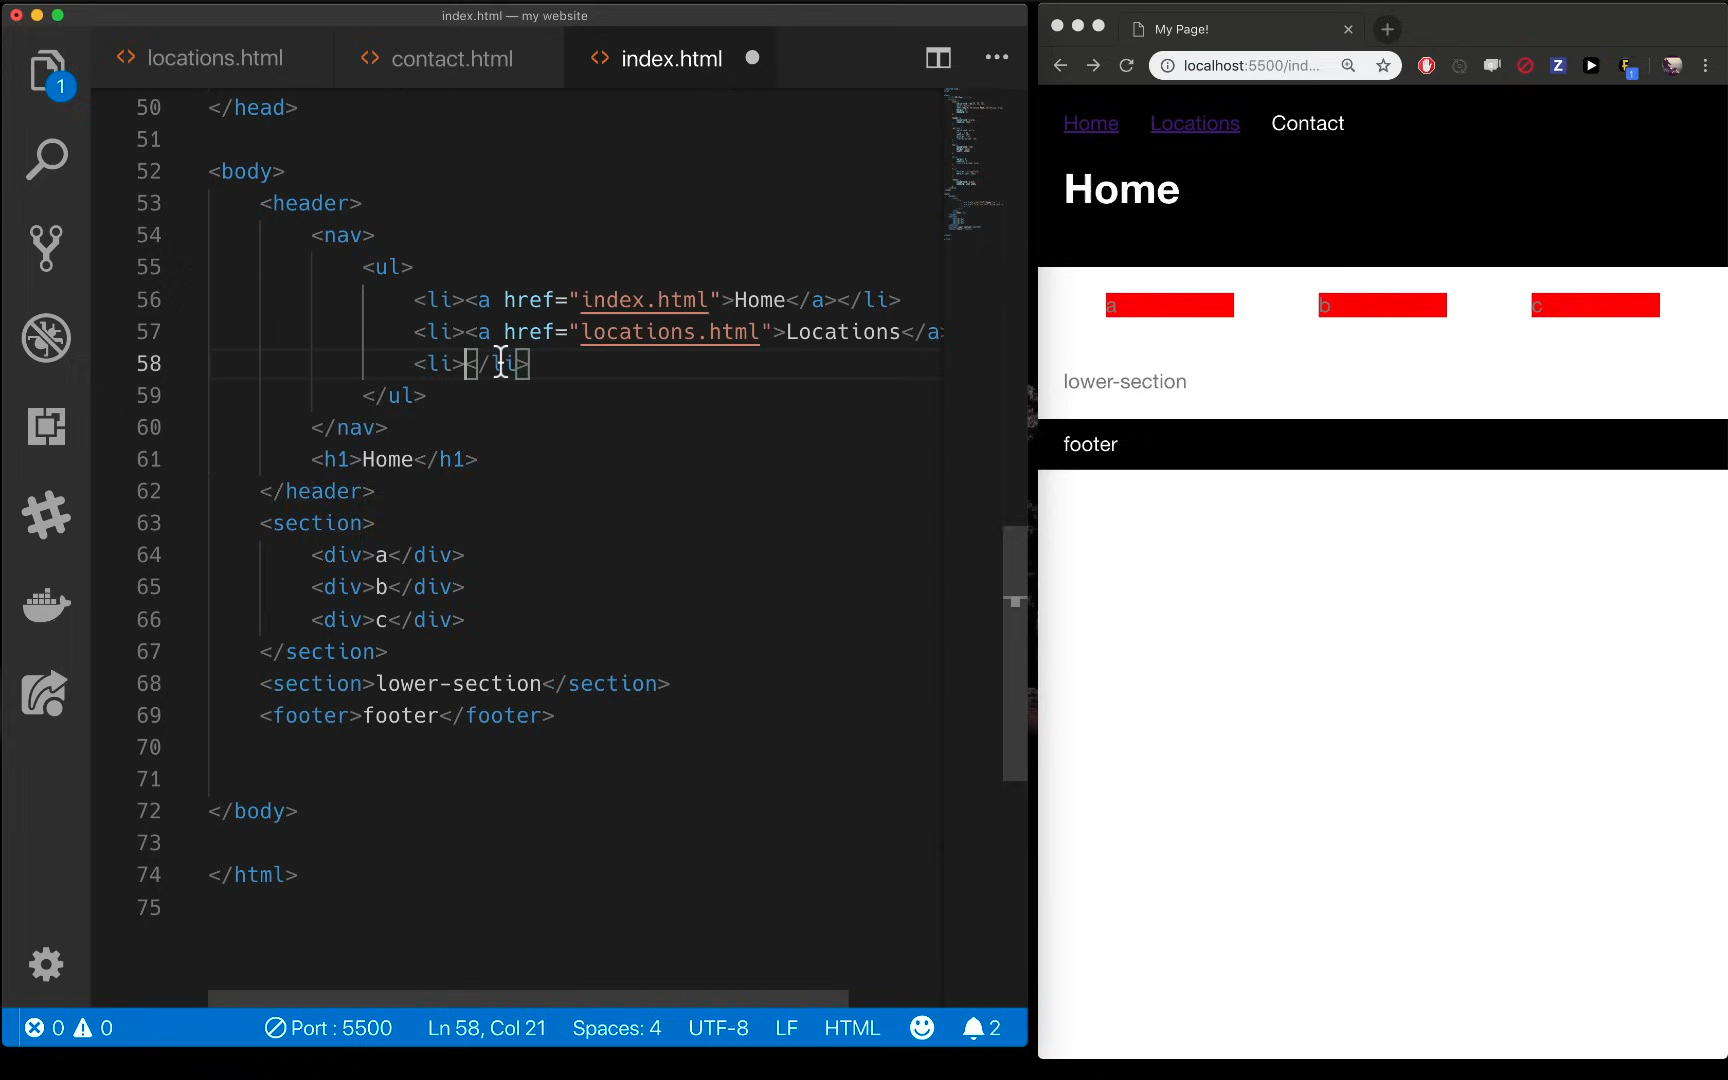 index.html — my website
locations.html
contact.html
index.html
1
50 </head>
51
52 <body>
53 <header>
54 <nav>
55 <ul>
56 <li><a href="index.html">Home</a></li>
57 <li><a href="locations.html">Locations</a>
58 <li></li>
59 </ul>
60 </nav>
61 <h1>Home</h1>
62 </header>
63 <section>
64 <div>a</div>
65 <div>b</div>
66 <div>c</div>
67 </section>
68 <section>lower-section</section>
69 <footer>footer</footer>
70
71
72 </body>
73
74 </html>
75
0 0 Port : 5500 Ln 58, Col 21 Spaces: 4 UTF-8 LF HTML 2
My Page!
localhost:5500/ind...
Z
1
Home Locations Contact
Home
a b c
lower-section
footer